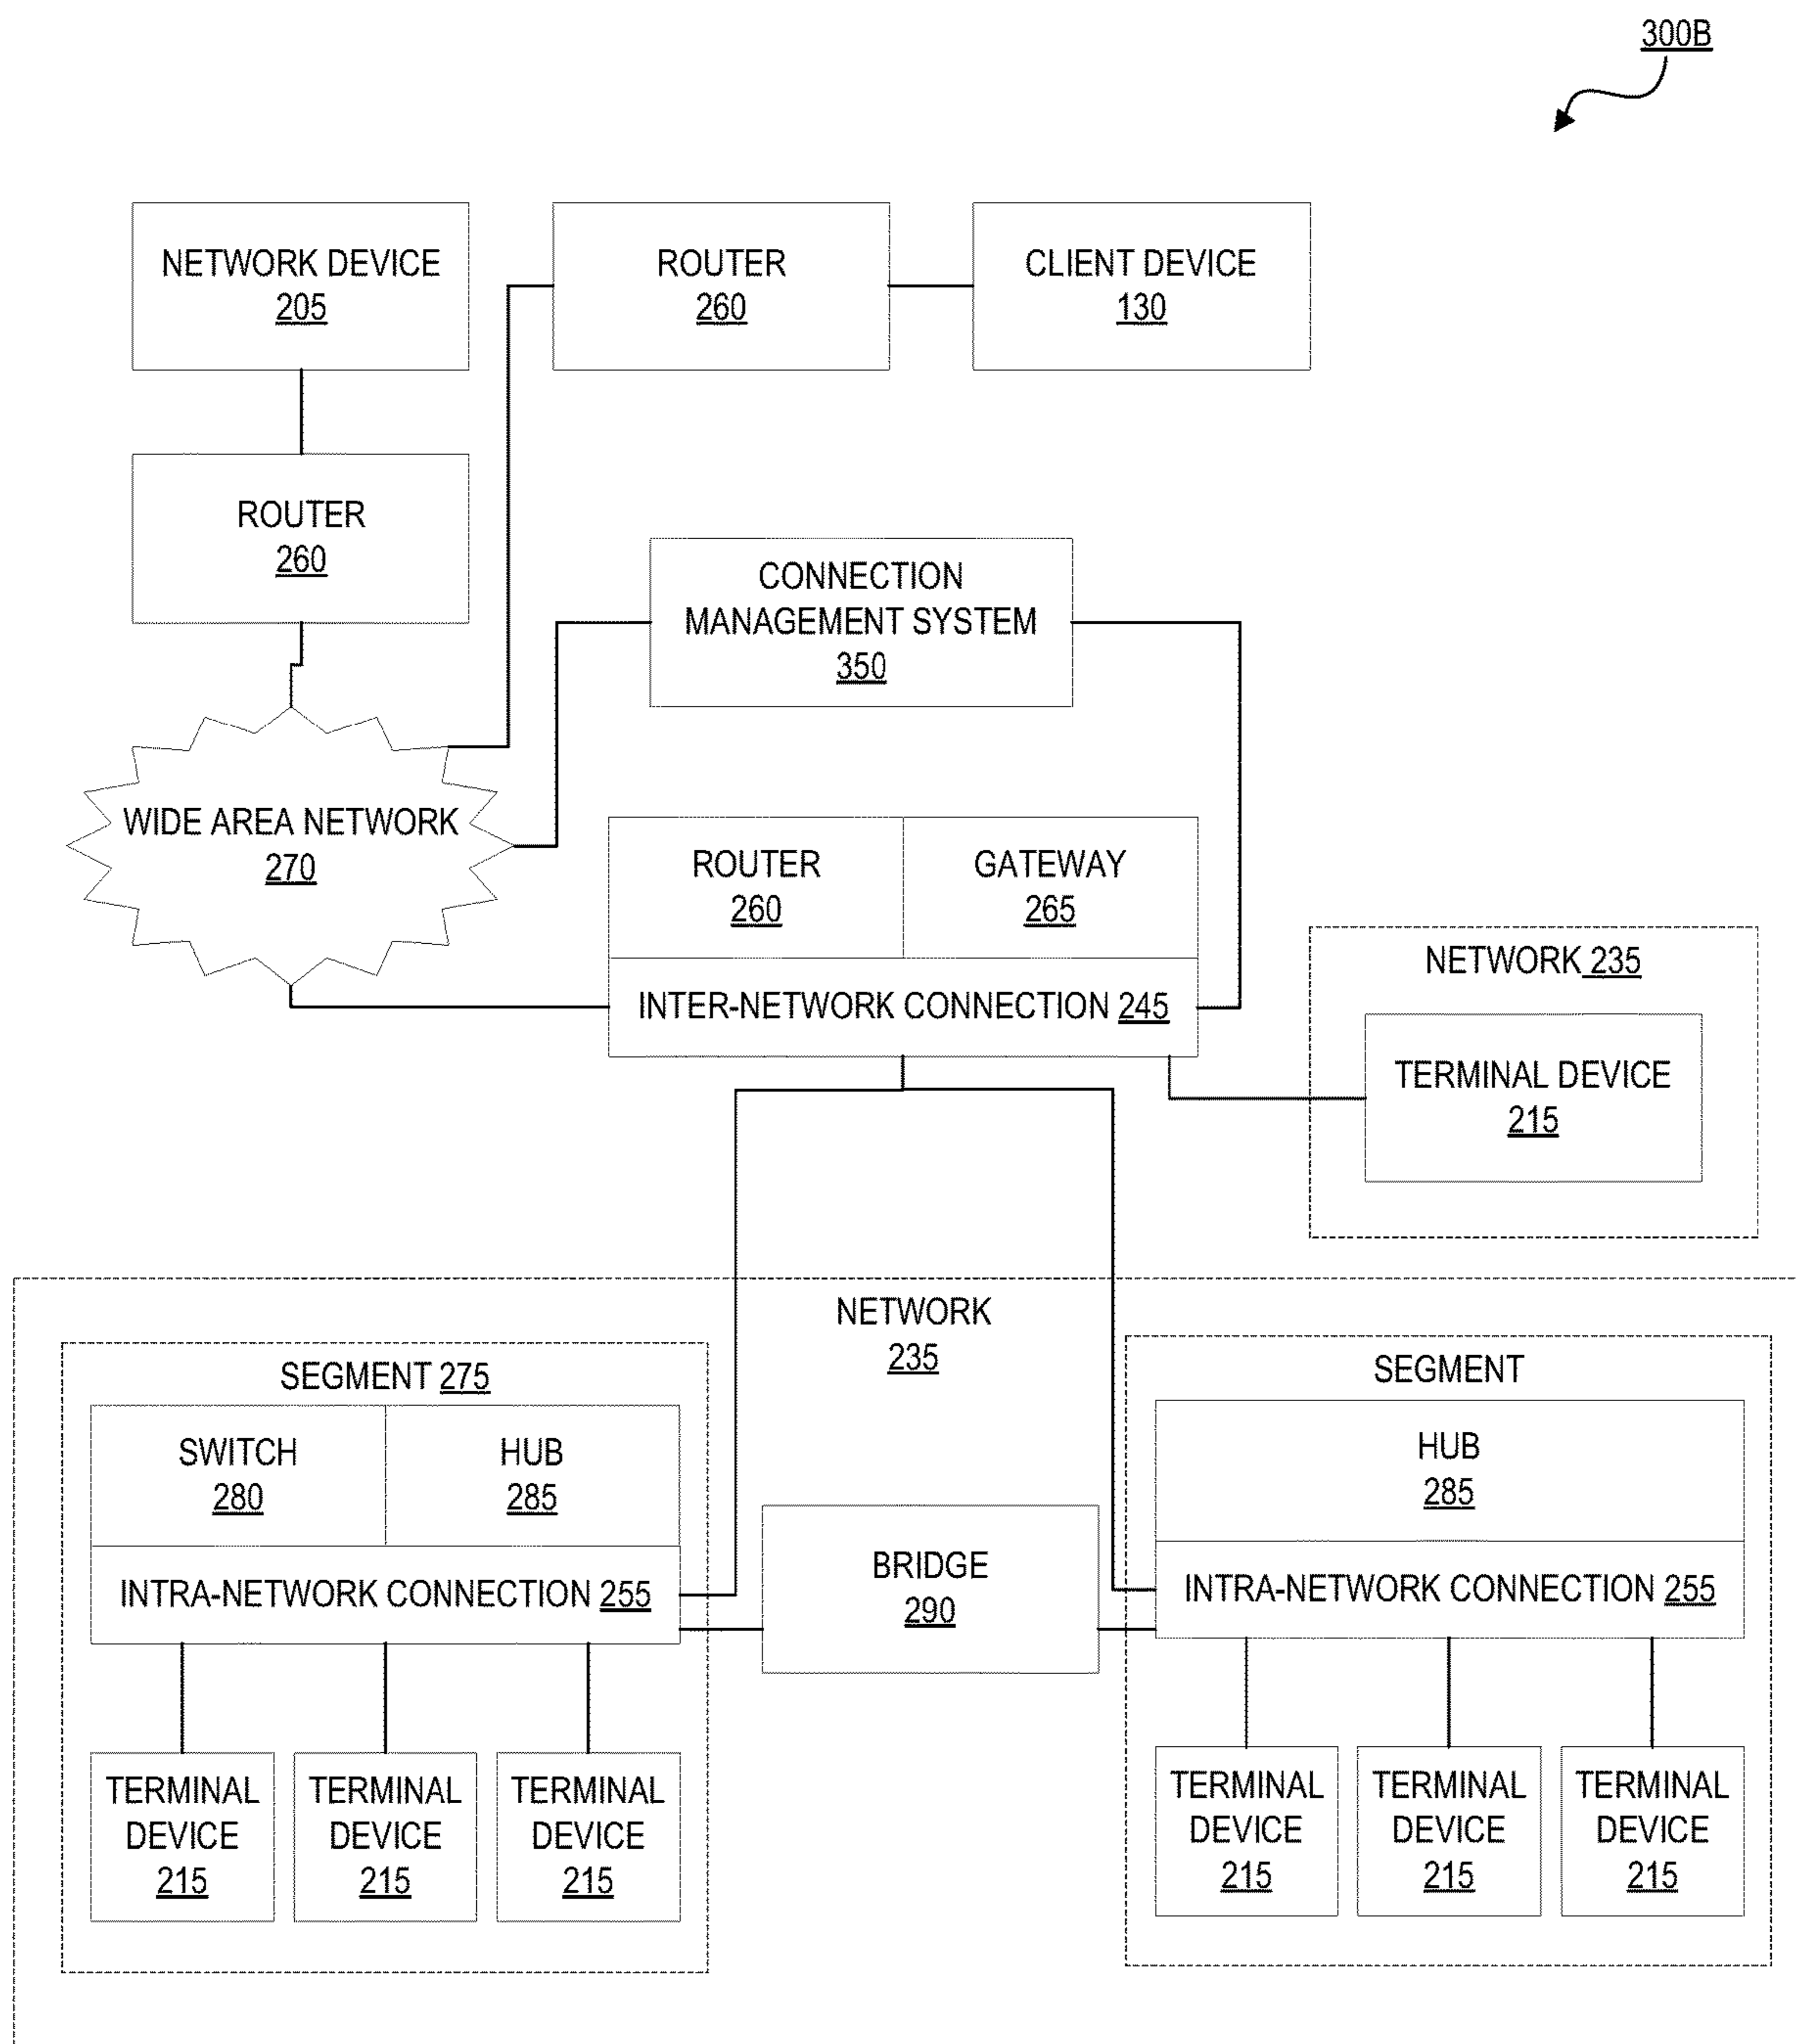 300B
NETWORK DEVICE
205
ROUTER
260
CLIENT DEVICE
130
ROUTER
260
CONNECTION
MANAGEMENT SYSTEM
350
WIDE AREA NETWORK
270
ROUTER
260
GATEWAY
265
INTER-NETWORK CONNECTION 245
NETWORK 235
TERMINAL DEVICE
215
NETWORK
235
SEGMENT 275
SWITCH
280
HUB
285
INTRA-NETWORK CONNECTION 255
TERMINAL
DEVICE
215
TERMINAL
DEVICE
215
TERMINAL
DEVICE
215
BRIDGE
290
SEGMENT
HUB
285
INTRA-NETWORK CONNECTION 255
TERMINAL
DEVICE
215
TERMINAL
DEVICE
215
TERMINAL
DEVICE
215